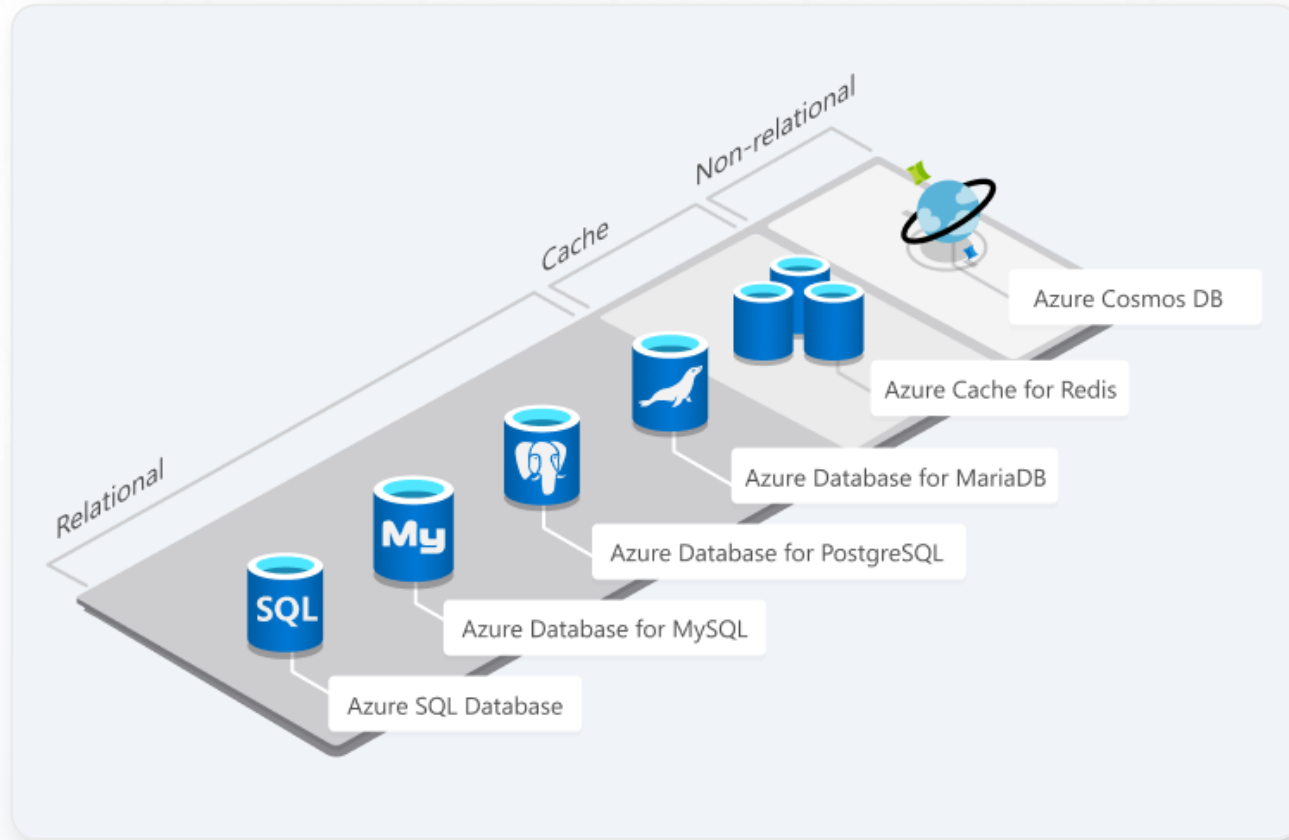 Non-relational
Cache
Relational
Azure Cosmos DB
Azure Cache for Redis
Azure Database for MariaDB
Azure Database for PostgreSQL
My
Azure Database for MySQL
SQL
Azure SQL Database